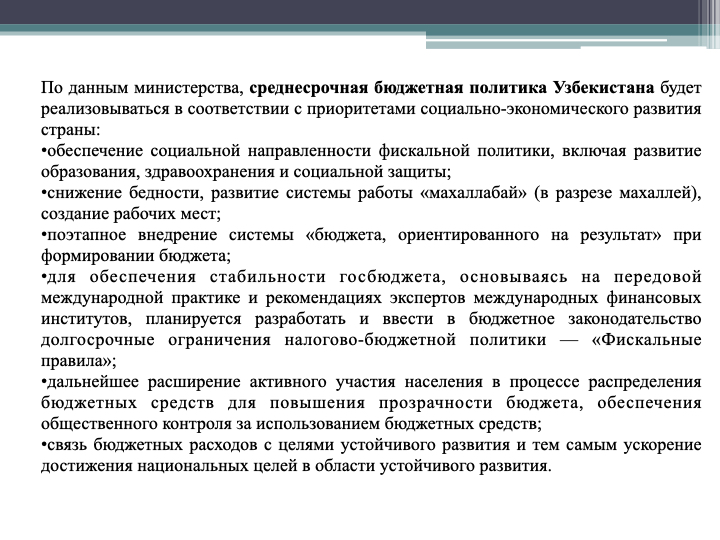 По данным министерства, среднесрочная бюджетная политика Узбекистана будет
реализовываться в соответствии с приоритетами социально-экономического развития
страны:
•обеспечение социальной направленности фискальной политики, включая развитие
образования, здравоохранения и социальной защиты;
•снижение бедности, развитие системы работы «махаллабай» (в разрезе махаллей),
создание рабочих мест;
•поэтапное внедрение системы «бюджета, ориентированного на результат» при
формировании бюджета;
•для обеспечения стабильности госбюджета, основываясь на передовой
международной практике и рекомендациях экспертов международных финансовых
институтов, планируется разработать и ввести в бюджетное законодательство
долгосрочные ограничения налогово-бюджетной политики — «Фискальные
правила»;
•дальнейшее расширение активного участия населения в процессе распределения
бюджетных средств для повышения прозрачности бюджета, обеспечения
общественного контроля за использованием бюджетных средств;
•связь бюджетных расходов с целями устойчивого развития и тем самым ускорение
достижения национальных целей в области устойчивого развития.